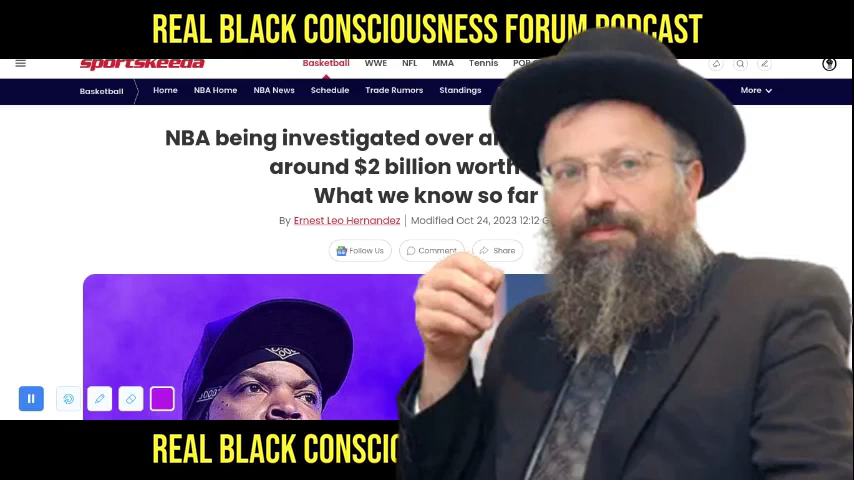 REAL BLACK CONSCIOUSNESS FORUM PODCAST
sportskeeda
Basketball WWE NFL MMA Tennis POP
Basketball Home NBA Home NBA News Schedule Trade Rumors Standings More
NBA being investigated over
around $2 billion worth
What we know so far
By Ernest Leo Hernandez | Modified Oct 24, 2023 12:12
Follow Us Comment Share
REAL BLACK